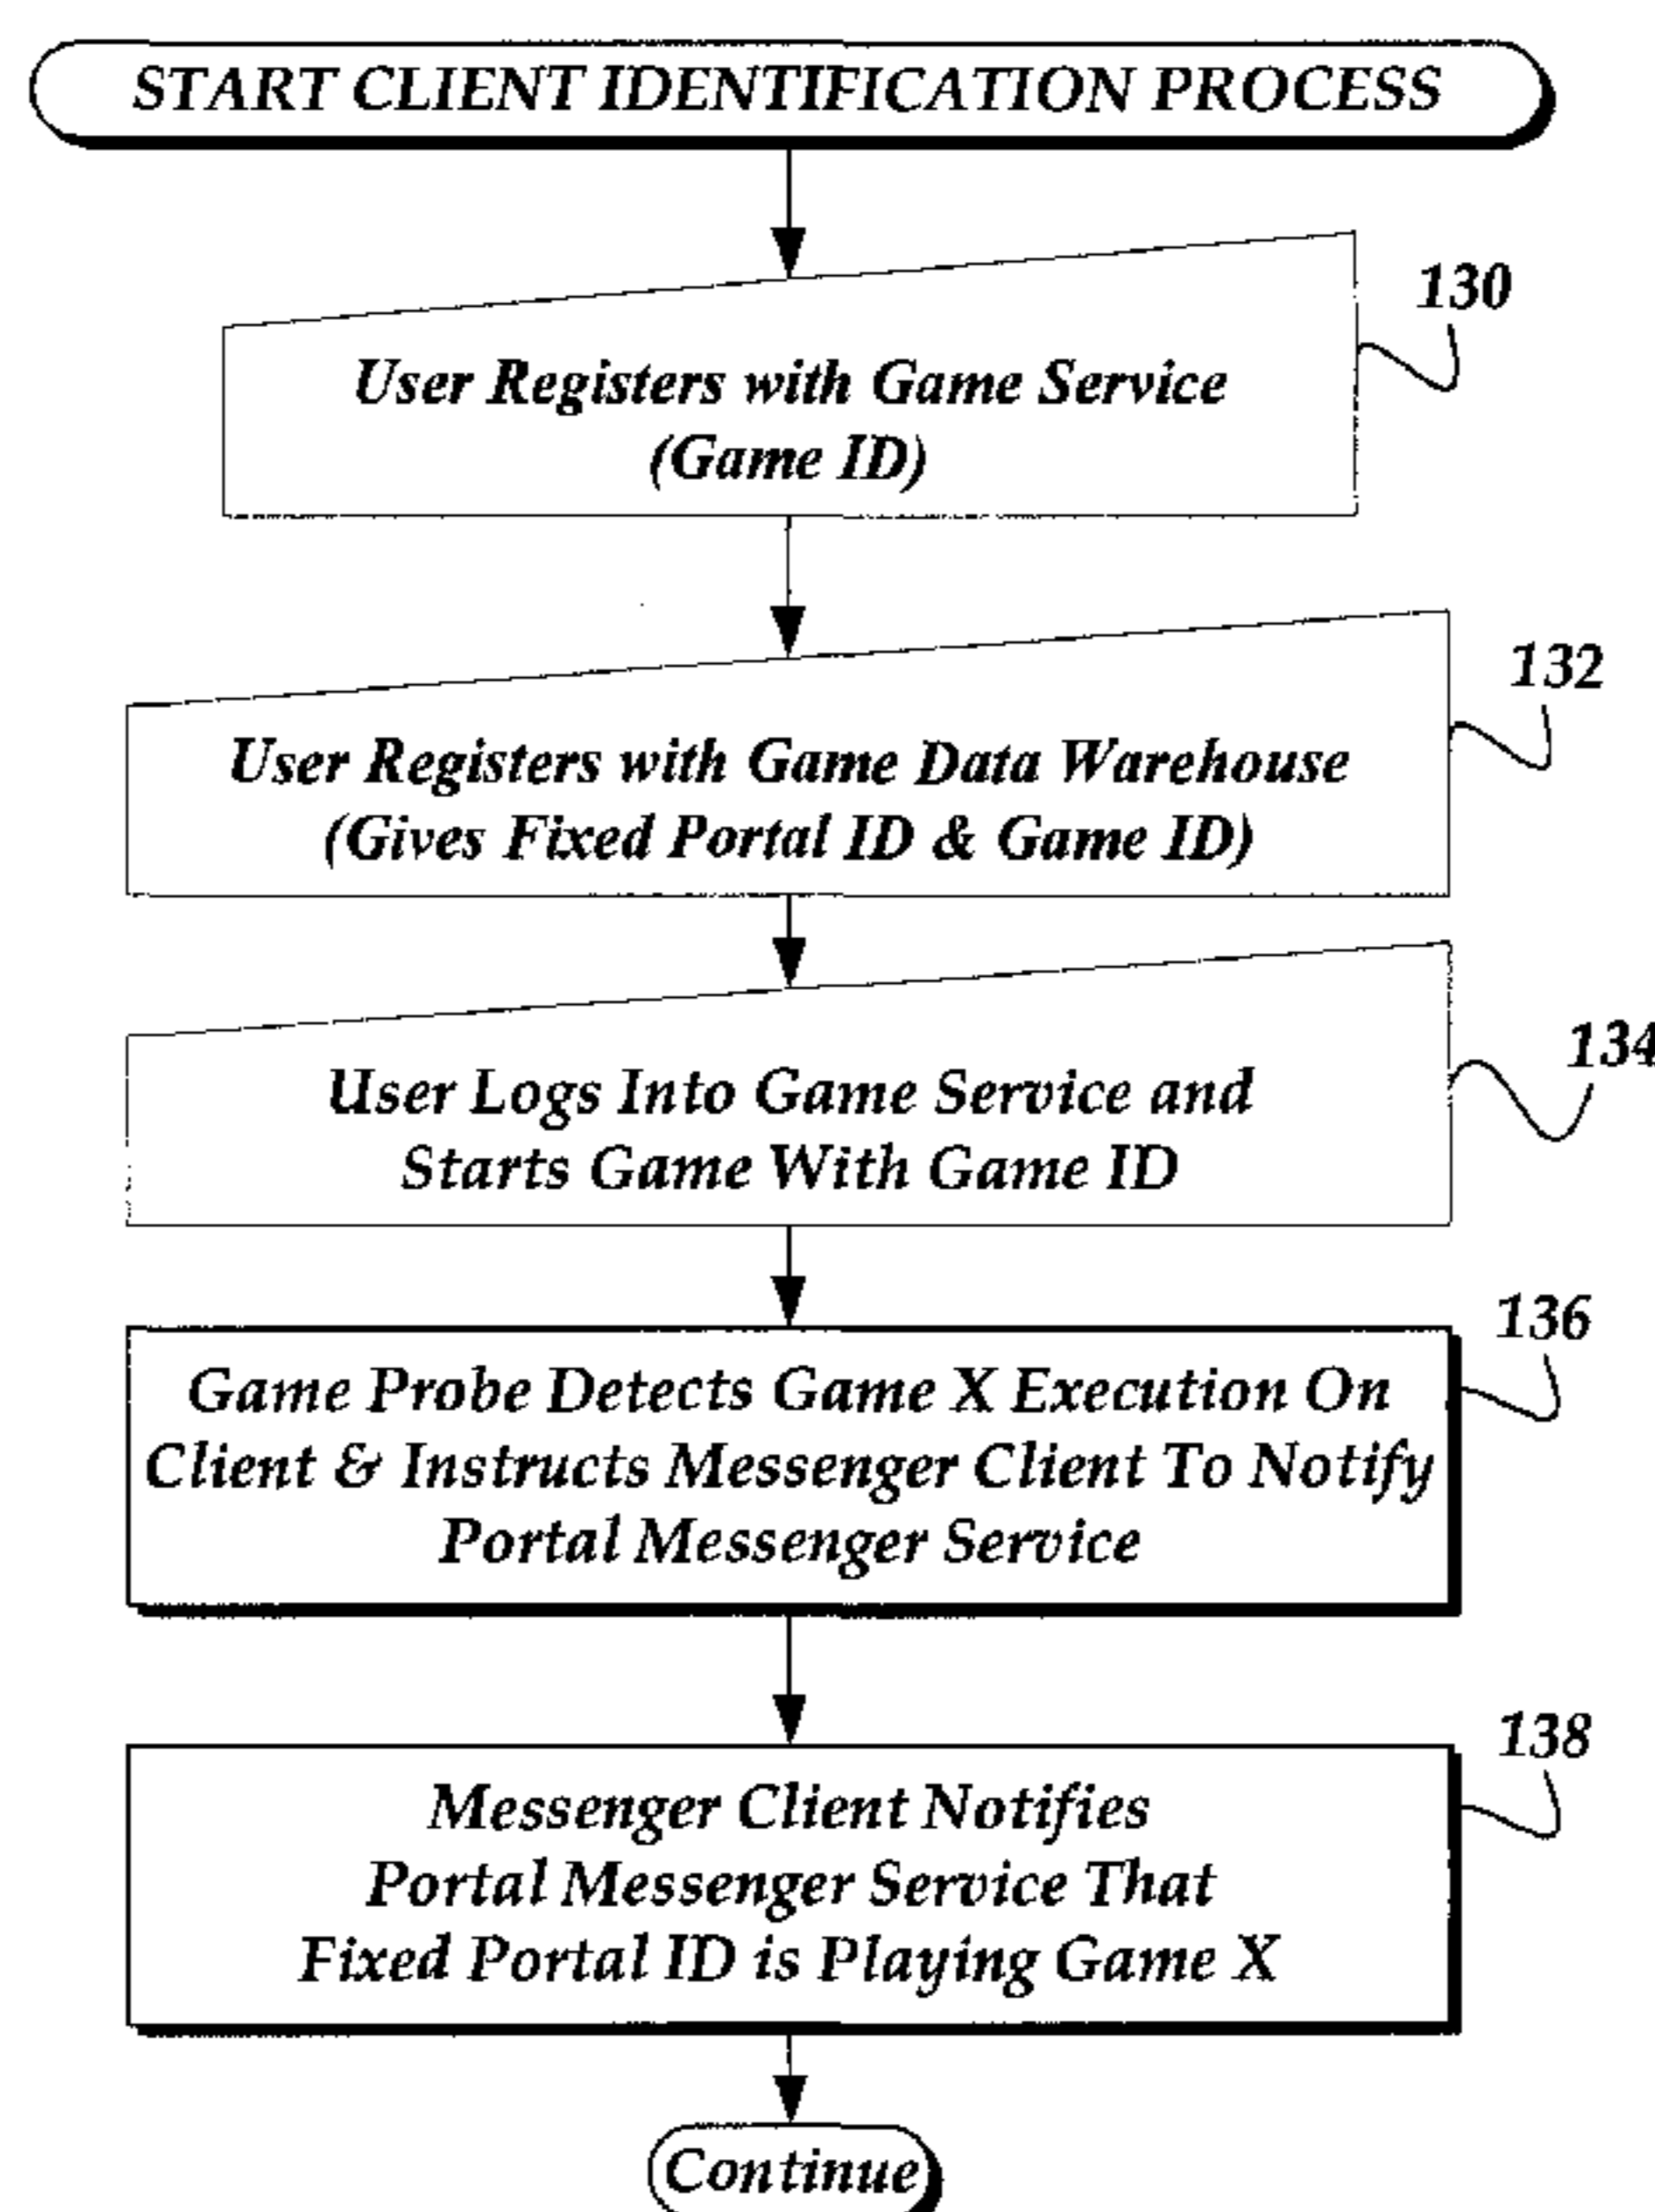 START CLIENT IDENTIFICATION PROCESS
130
User Registers with Game Service
(Game ID)
132
User Registers with Game Data Warehouse
(Gives Fixed Portal ID & Game ID)
134
User Logs Into Game Service and
Starts Game With Game ID
136
Game Probe Detects Game X Execution On
Client & Instructs Messenger Client To Notify
Portal Messenger Service
138
Messenger Client Notifies
Portal Messenger Service That
Fixed Portal ID is Playing Game X
Continue